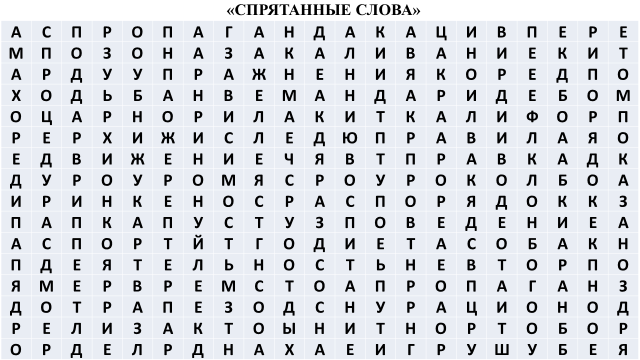 «СПРЯТАННЫЕ СЛОВА»
А С П Р О П А Г А Н Д А К А Ц И В П Е Р Е
М П О З О Н А З А К А Л И В А Н И Е К И Т
А Р Д У У П Р А Ж Н Е Н И Я К О Р Е Д П О
Х О Д Ь Б А Н В Е М А Н Д А Р И Д Е Б О М
О Ц А Р Н О Р И Л А К И Т К А Л И Ф О Р П
Р Е Р Х И Ж И С Л Е Д Ю П Р А В И Л А Я О
Е Д В И Ж Е Н И Е Ч Я В Т П Р А В К А Д К
Д У Р О У Р О М Я С Р О У Р О К О Л Б О А
И Р И Н К Е Н О С Р А С П О Р Я Д О К К З
П А П К А П У С Т У З П О В Е Д Е Н И Е А
А С П О Р Т Й Т Г О Д И Е Т А С О Б А К Н
П Д Е Я Т Е Л Ь Н О С Т Ь Н Е В Т О Р П О
Я М Е Р В Р Е М С Т О А П Р О П А Г А Н З
Д О Т Р А П Е З О Д С Н У Р А Ц И О Н О Д
Р Е Л И З А К Т О Ы Н И Т Н О Р Т О Б О Р
О Р Д Е Л Р Д Н А Х А Е И Г Р У Ш У Б Е Я